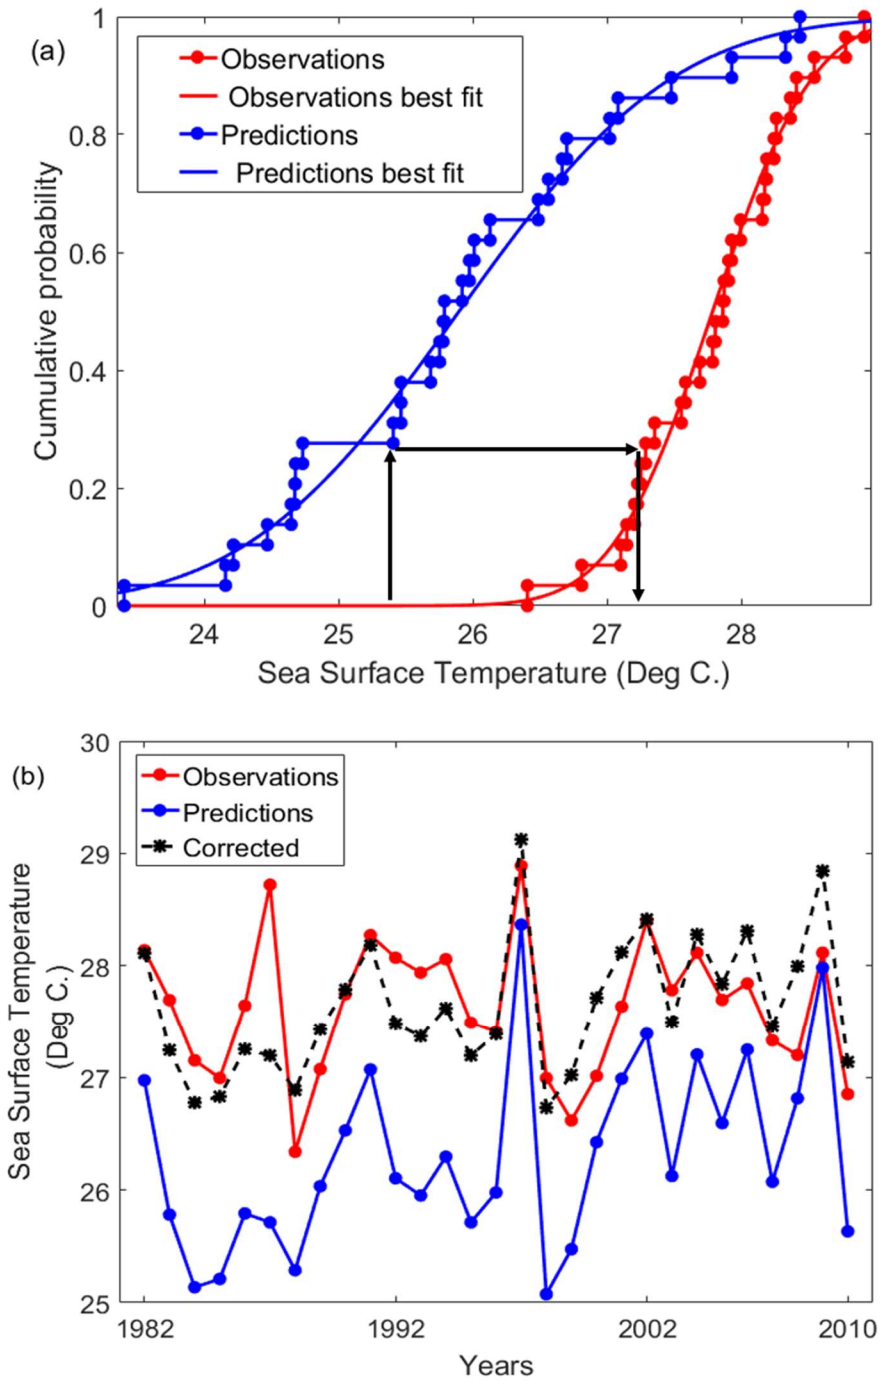 (a)
Observations
Observations best fit
Predictions
Predictions best fit
Cumulative probability
1
0.8
0.6
0.4
0.2
0
24 25 26 27 28
Sea Surface Temperature (Deg C.)
(b)
Observations
Predictions
Corrected
Sea Surface Temperature
(Deg C.)
30
29
28
27
26
25
1982 1992 2002 2010
Years